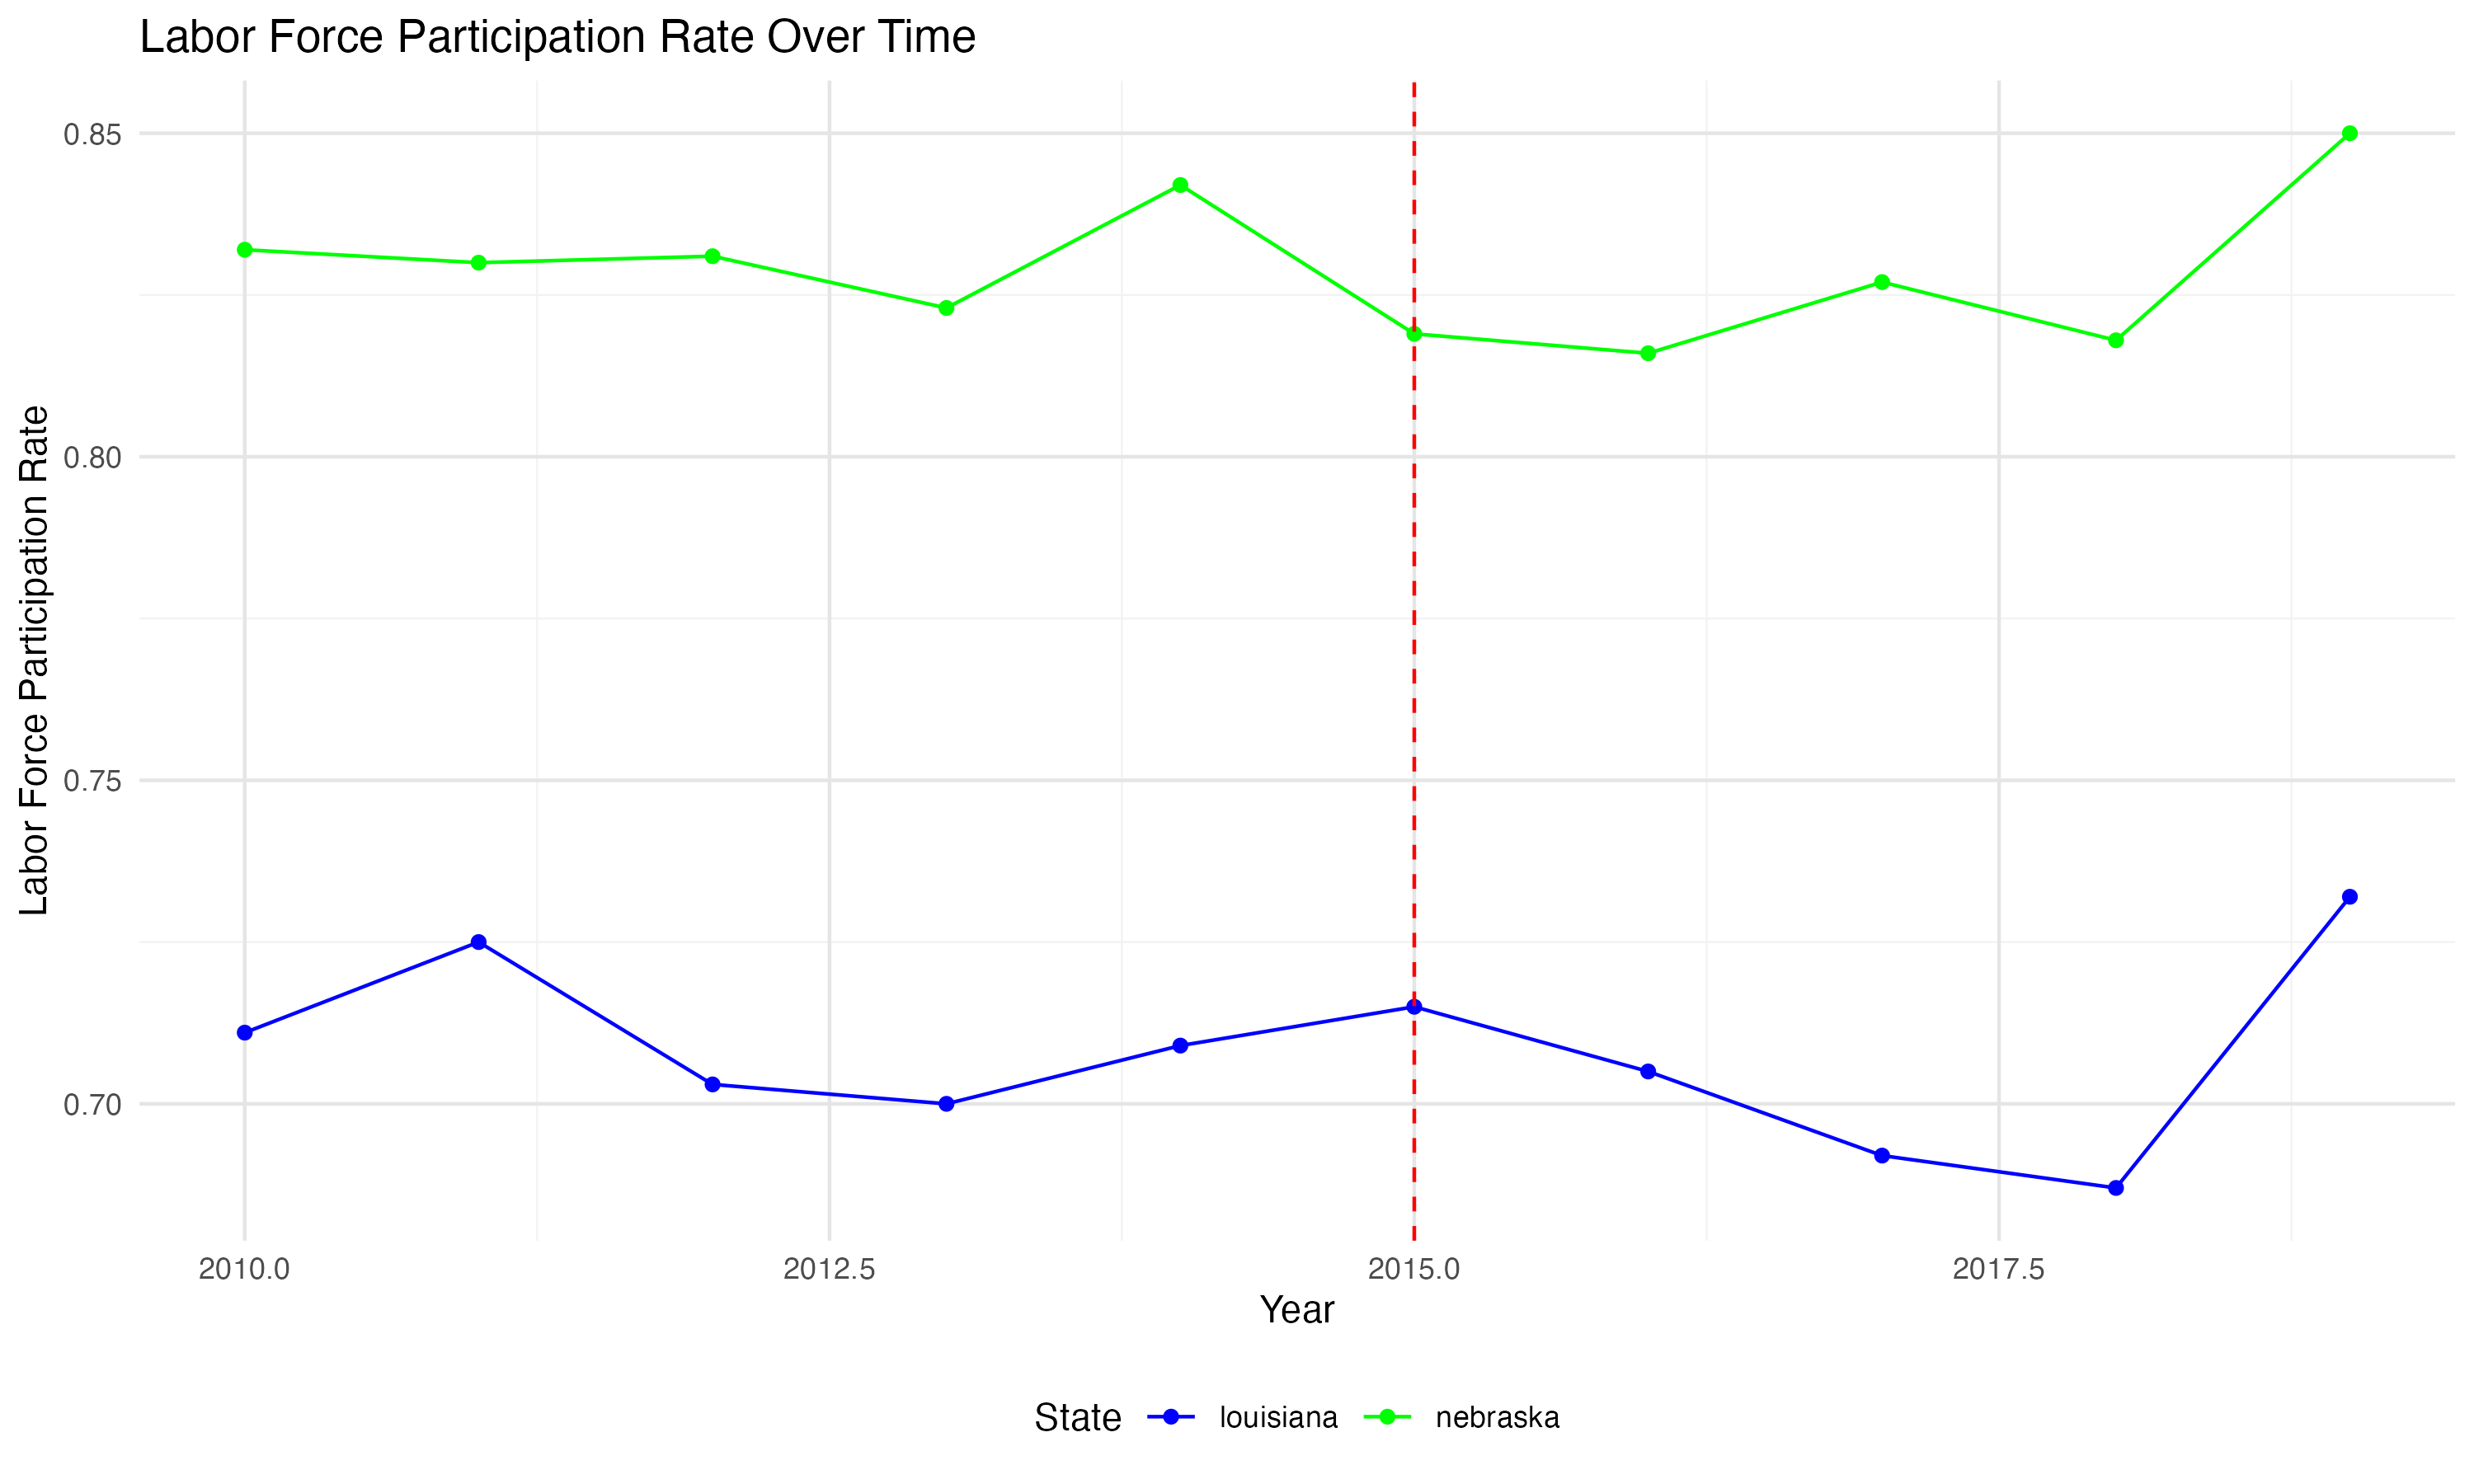 Labor Force Participation Rate Over Time
Labor Force Participation Rate
0.85
0.80
0.75
0.70
2010.0 2012.5 2015.0 2017.5
Year
State louisiana nebraska